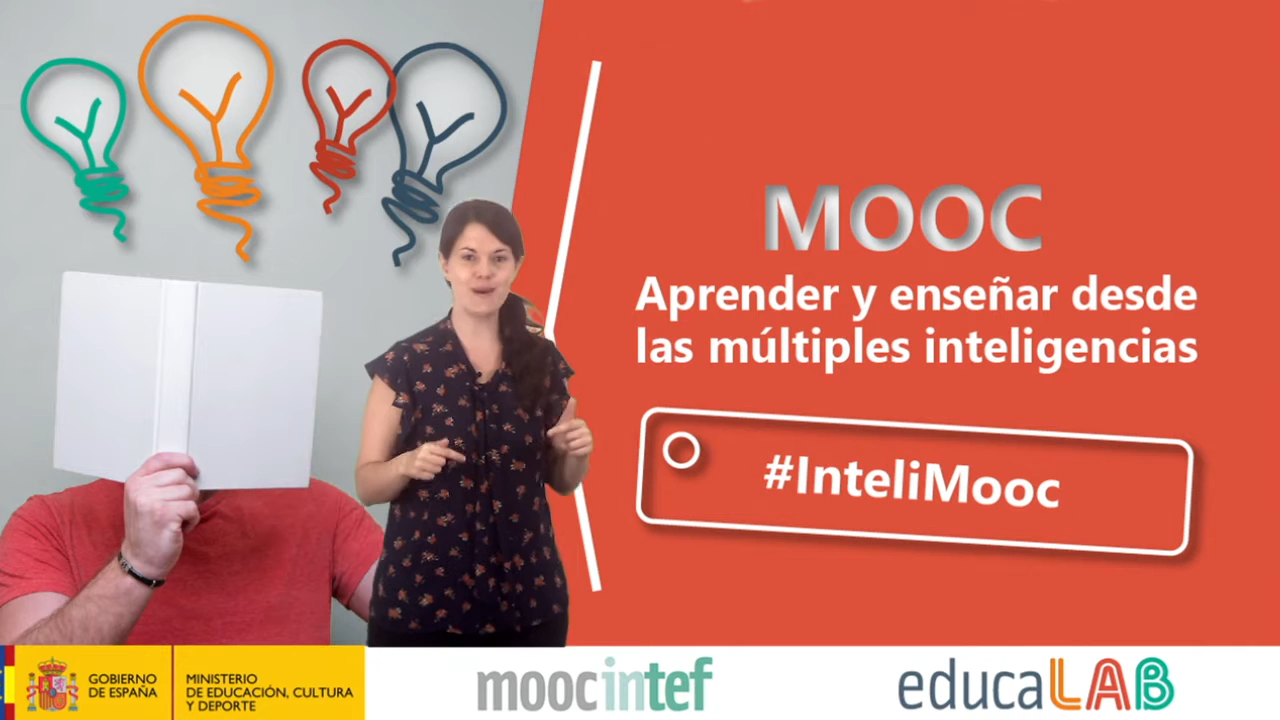 MOOC
Aprender y enseñar desde
las múltiples inteligencias
#InteliMooc
GOBIERNO
DE ESPAÑA
MINISTERIO
DE EDUCACIÓN, CULTURA
Y DEPORTE
moocintef
educaLAB